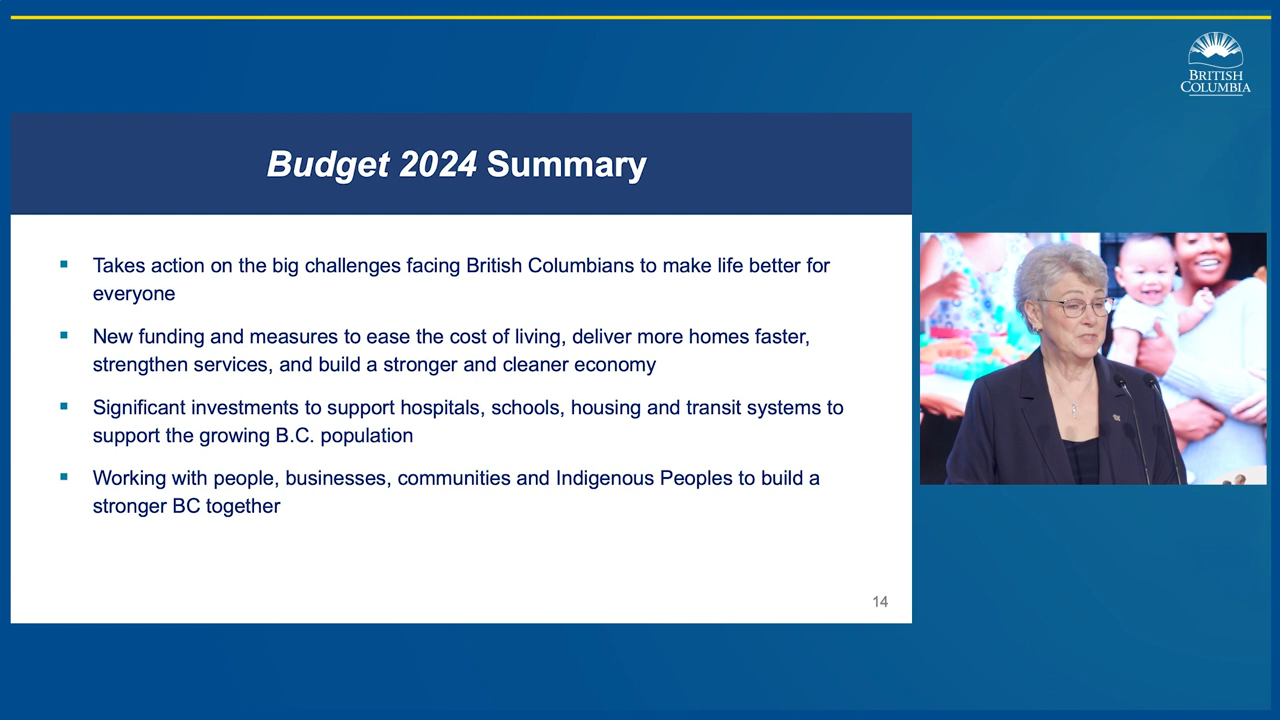 BRITISH
COLUMBIA
Budget 2024 Summary
▪ Takes action on the big challenges facing British Columbians to make life better for
everyone
▪ New funding and measures to ease the cost of living, deliver more homes faster,
strengthen services, and build a stronger and cleaner economy
▪ Significant investments to support hospitals, schools, housing and transit systems to
support the growing B.C. population
▪ Working with people, businesses, communities and Indigenous Peoples to build a
stronger BC together
14